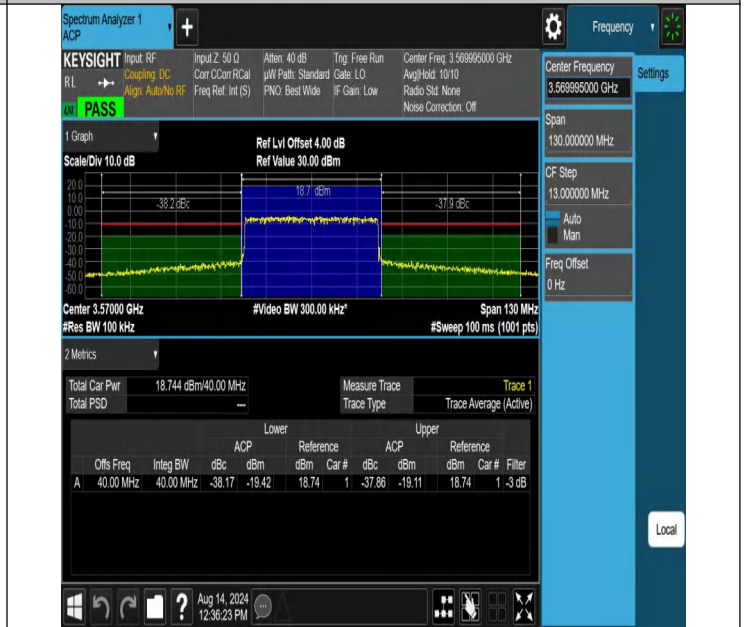 Spectrum Analyzer 1
ACP
+
Frequency
KEYSIGHT Input: RF Input Z: 50 Ω Atten: 40 dB Trig: Free Run Center Freq: 3.569995000 GHz
RL Coupling: DC Corr CCorr RCal µW Path: Standard Gate: LO Avg|Hold: 10/10
Align: Auto/No RF Freq Ref: Int (S) PNO: Best Wide IF Gain: Low Radio Std: None
PASS Noise Correction: Off
Center Frequency
3.569995000 GHz
Settings
Span
130.000000 MHz
CF Step
13.000000 MHz
Auto
Man
Freq Offset
0 Hz
1 Graph
Ref Lvl Offset 4.00 dB
Scale/Div 10.0 dB Ref Value 30.00 dBm
20.0
10.0
0.00
-10.0
-20.0
-30.0
-40.0
-50.0
-60.0
-38.2 dBc 18.7 dBm -37.9 dBc
Center 3.57000 GHz #Video BW 300.00 kHz* Span 130 MHz
#Res BW 100 kHz #Sweep 100 ms (1001 pts)
2 Metrics
Total Car Pwr 18.744 dBm/40.00 MHz Measure Trace Trace 1
Total PSD --- Trace Type Trace Average (Active)
Lower Upper
ACP Reference ACP Reference
Offs Freq Integ BW dBc dBm dBm Car # dBc dBm dBm Car # Filter
A 40.00 MHz 40.00 MHz -38.17 -19.42 18.74 1 -37.86 -19.11 18.74 1 -3 dB
Local
? Aug 14, 2024
12:36:23 PM